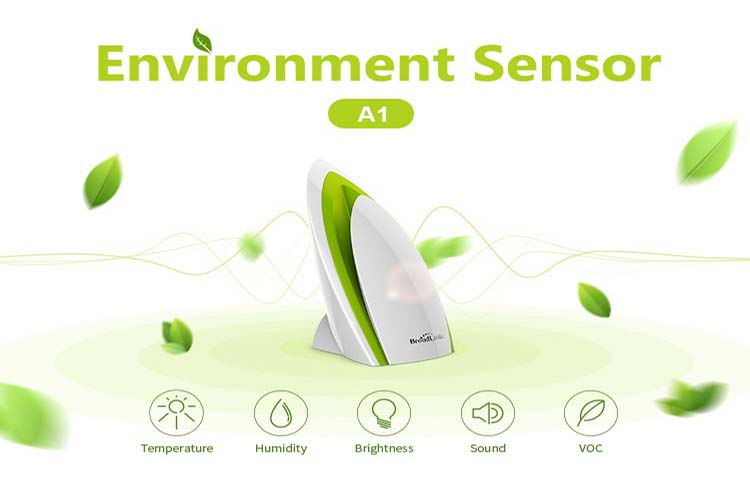 Environment Sensor
A1
BroadLink
Temperature
Humidity
Brightness
Sound
VOC